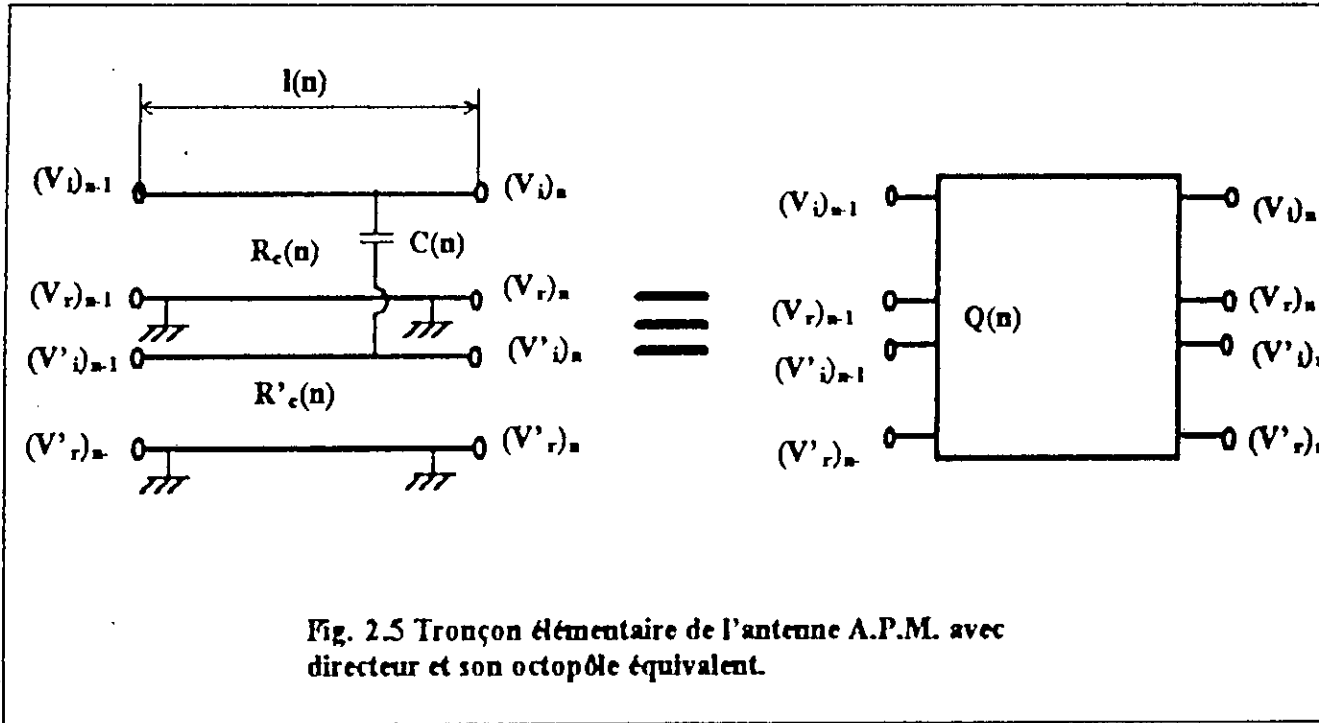 l(n)
(Vi)n-1
(Vi)n
Rc(n)
C(n)
(Vr)n-1
(Vr)n
(V'i)n-1
(V'i)n
R'c(n)
(V'r)n-
(V'r)n
(Vi)n-1
(Vi)n
(Vr)n-1
(Vr)n
Q(n)
(V'i)n-1
(V'i)n
(V'r)n-
(V'r)n
Fig. 2.5 Tronçon élémentaire de l'antenne A.P.M. avec
directeur et son octopôle équivalent.